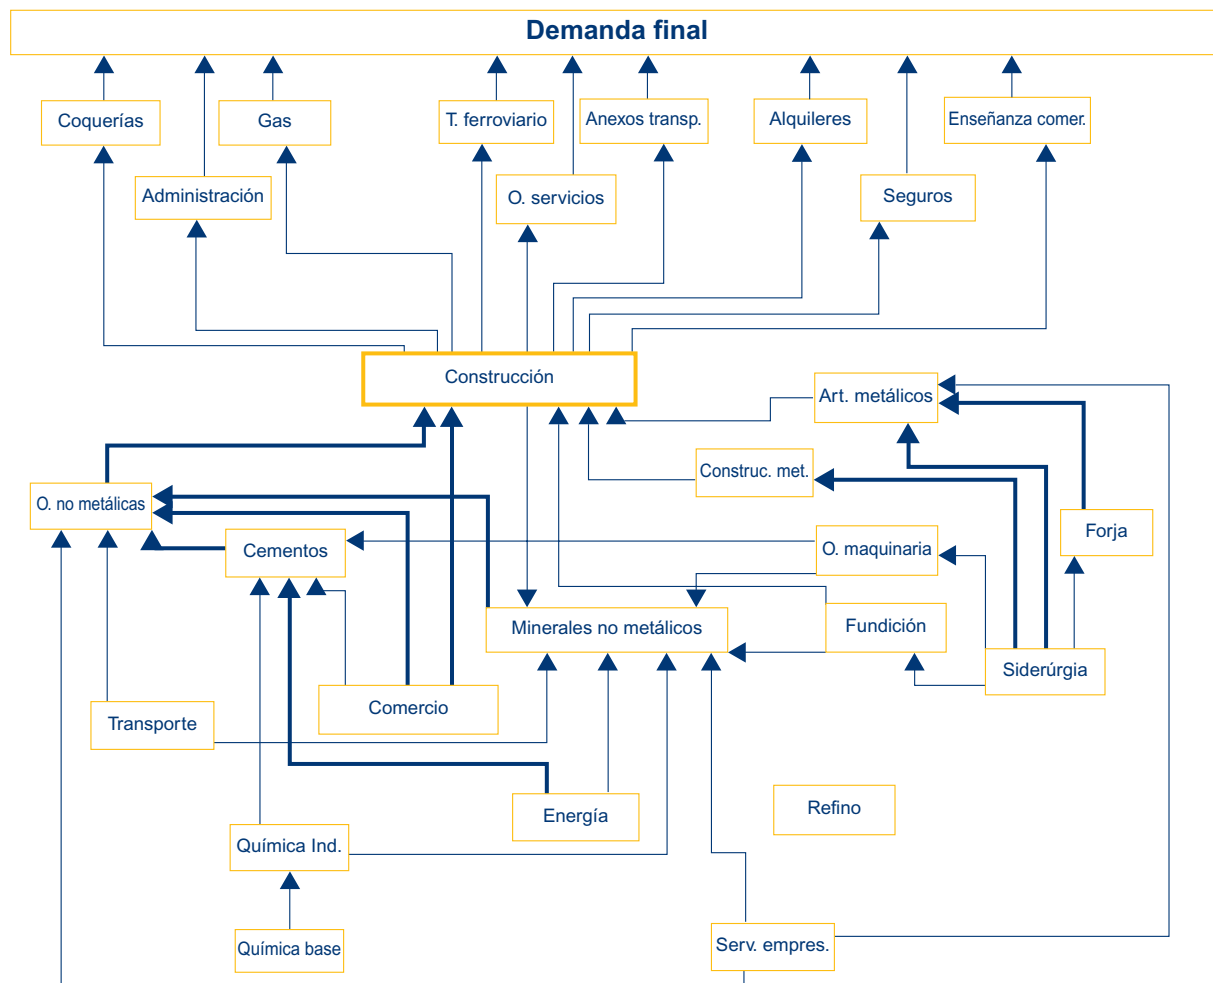 Demanda final
Coquerías
Gas
T. ferroviario
Anexos transp.
Alquileres
Enseñanza comer.
Administración
O. servicios
Seguros
Construcción
Art. metálicos
Construc. met.
O. no metálicas
Cementos
O. maquinaria
Forja
Minerales no metálicos
Fundición
Siderúrgia
Comercio
Transporte
Energía
Refino
Química Ind.
Química base
Serv. empres.